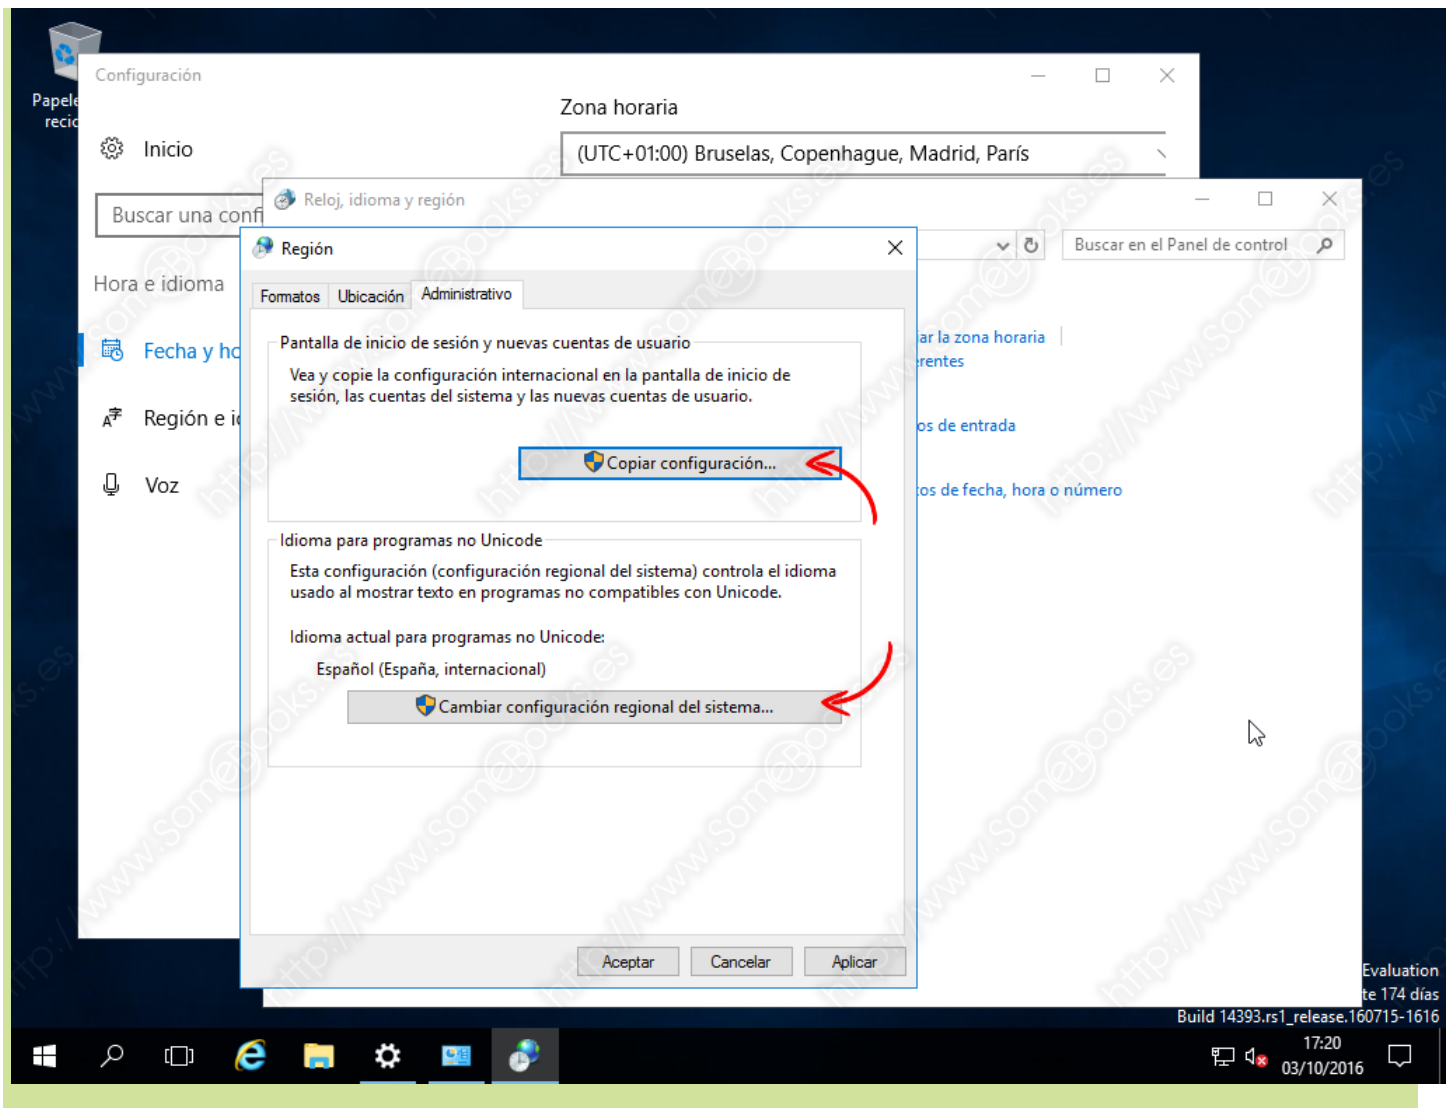 Papele
recic
Configuración
Zona horaria
Inicio
(UTC+01:00) Bruselas, Copenhague, Madrid, París
Buscar una conf
Reloj, idioma y región
Buscar en el Panel de control
Región
Hora e idioma
Formatos
Ubicación
Administrativo
Fecha y ho
Región e i
Voz
Pantalla de inicio de sesión y nuevas cuentas de usuario
Vea y copie la configuración internacional en la pantalla de inicio de
sesión, las cuentas del sistema y las nuevas cuentas de usuario.
Copiar configuración...
Idioma para programas no Unicode
Esta configuración (configuración regional del sistema) controla el idioma
usado al mostrar texto en programas no compatibles con Unicode.
Idioma actual para programas no Unicode:
Español (España, internacional)
Cambiar configuración regional del sistema...
Aceptar
Cancelar
Aplicar
iar la zona horaria
erentes
os de entrada
os de fecha, hora o número
Evaluation
te 174 días
Build 14393.rs1_release.160715-1616
17:20
03/10/2016
http://www.SomeBooks.es